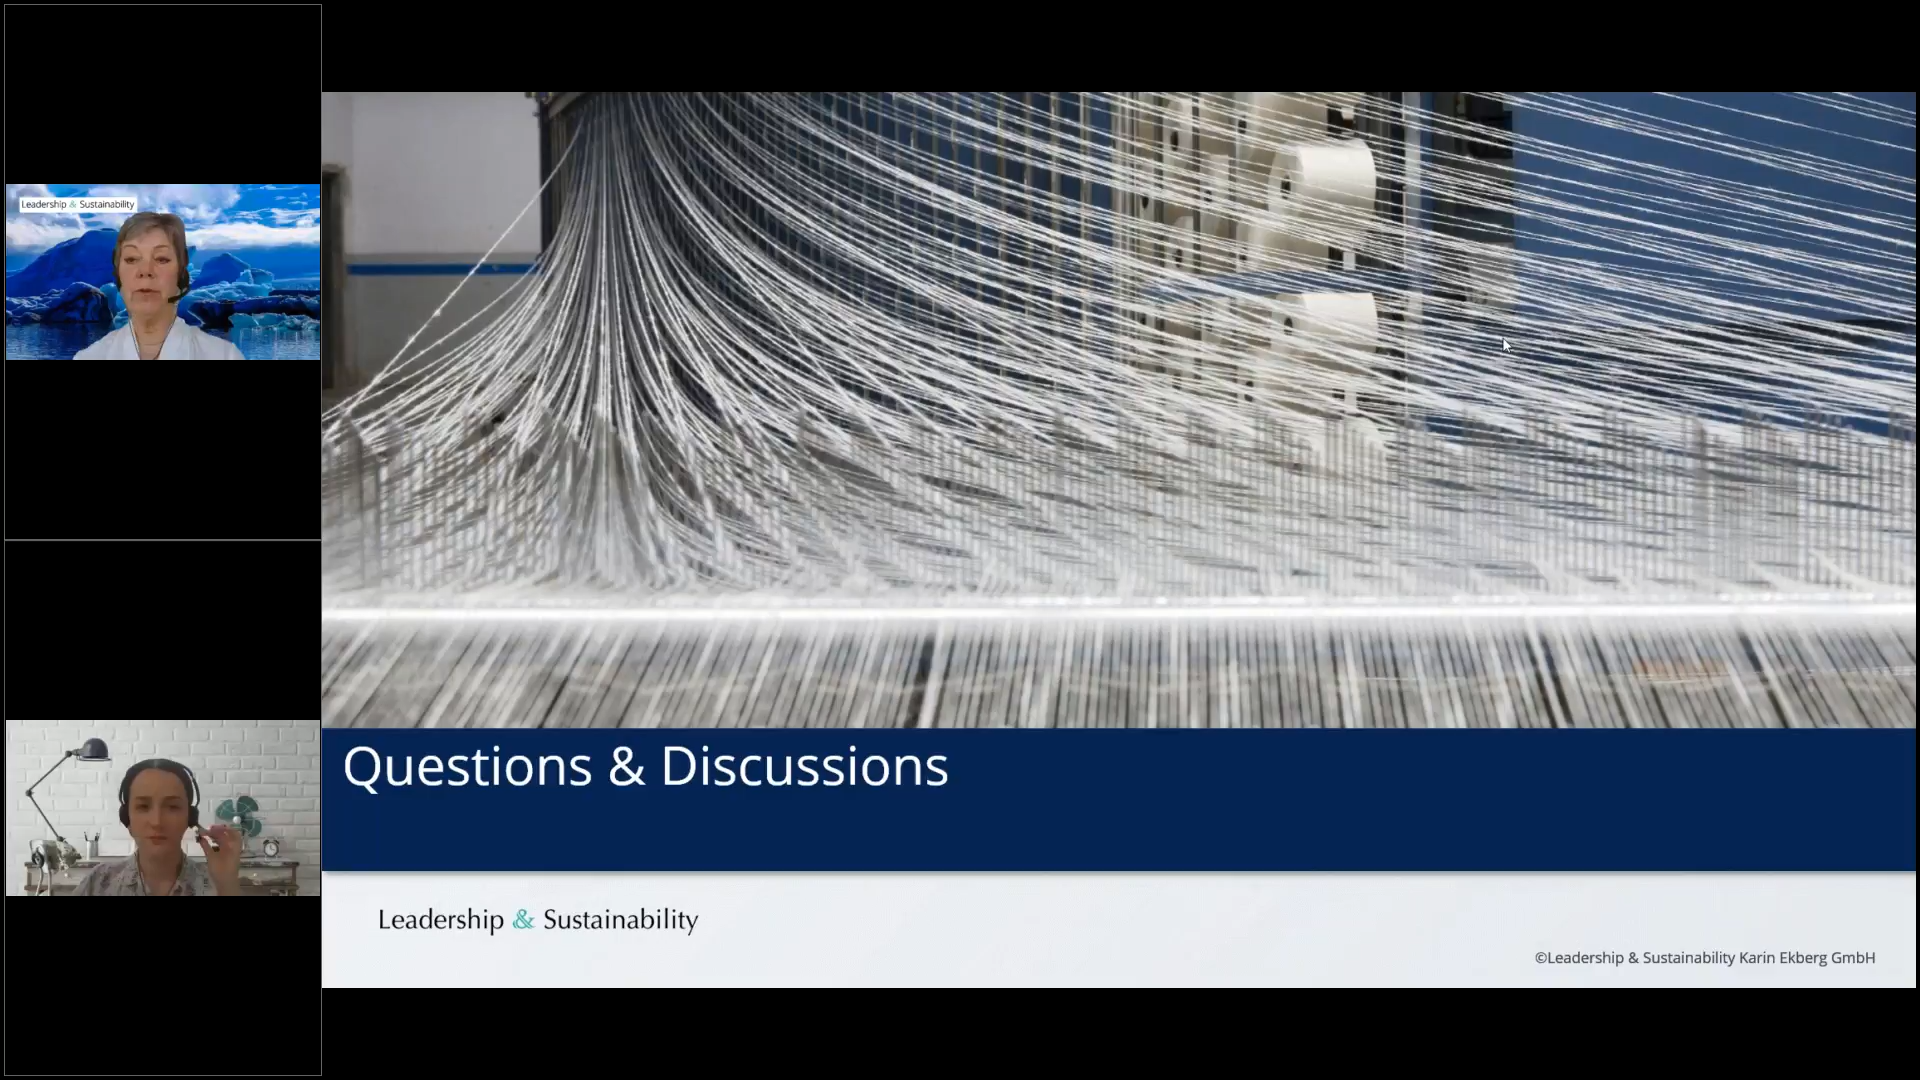 Leadership & Sustainability
Questions & Discussions
Leadership & Sustainability
©Leadership & Sustainability Karin Ekberg GmbH